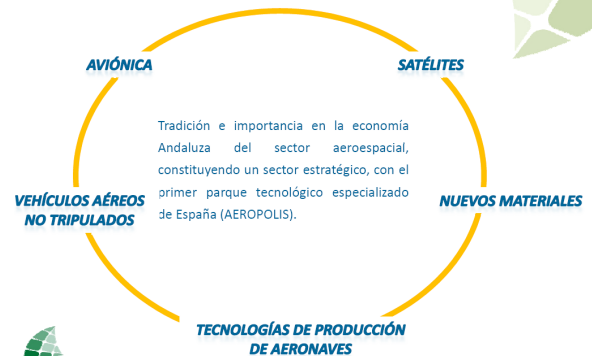 AVIÓNICA
SATÉLITES
Tradición e importancia en la economía
Andaluza del sector aeroespacial,
constituyendo un sector estratégico, con el
primer parque tecnológico especializado
de España (AEROPOLIS).
VEHÍCULOS AÉREOS
NO TRIPULADOS
NUEVOS MATERIALES
TECNOLOGÍAS DE PRODUCCIÓN
DE AERONAVES